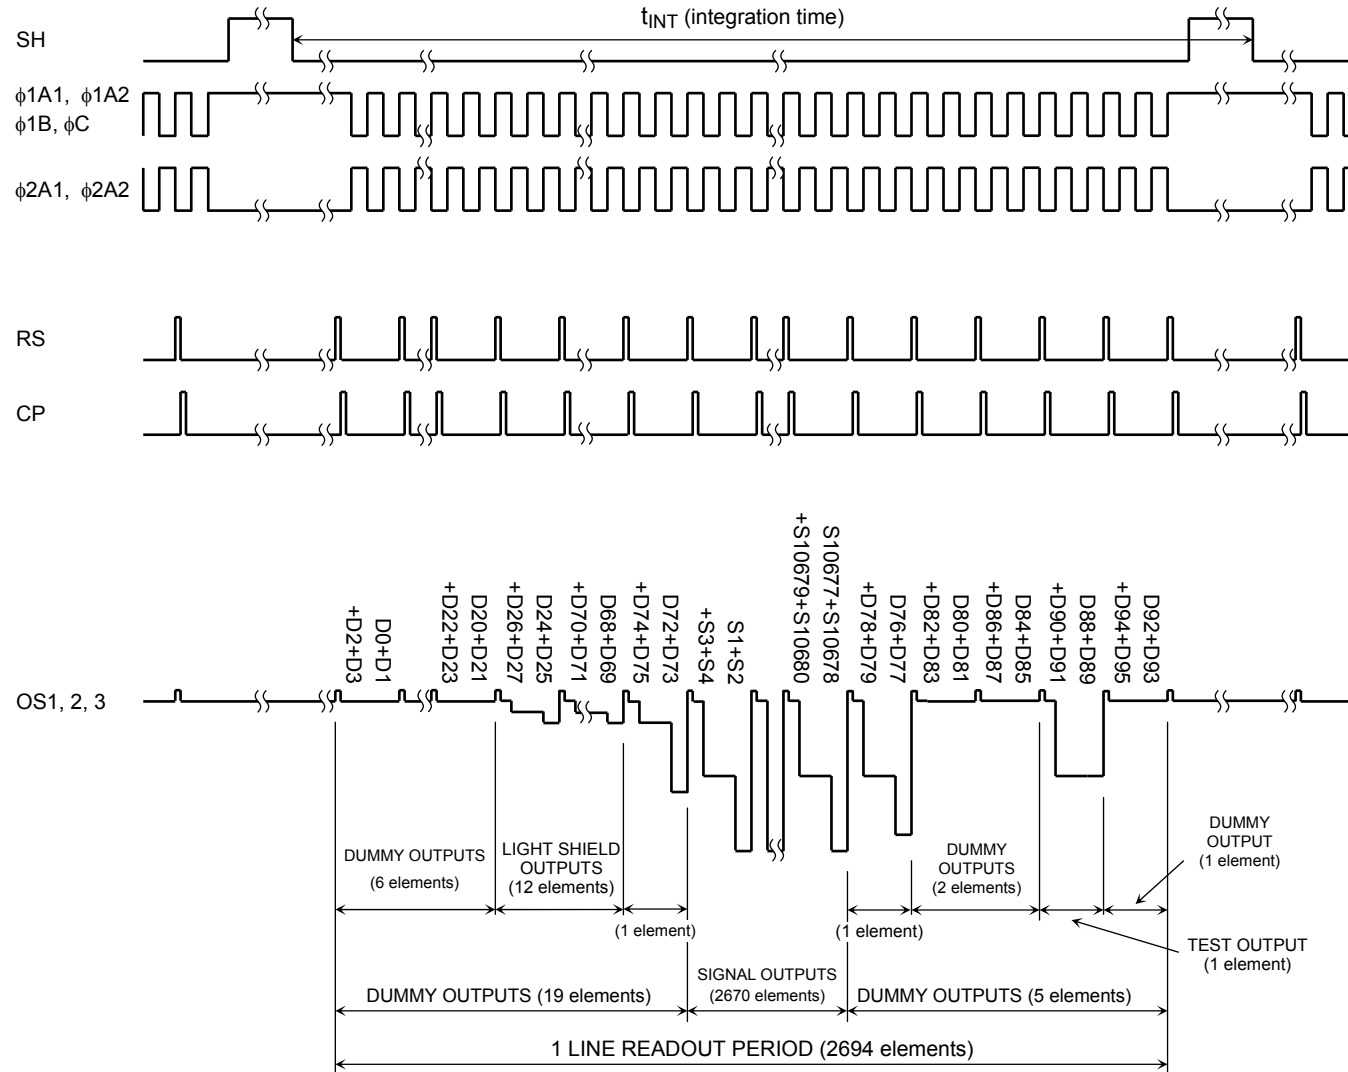 tINT (integration time)
SH
ϕ1A1, ϕ1A2
ϕ1B, ϕC
ϕ2A1, ϕ2A2
RS
CP
OS1, 2, 3
D0+D1
+D2+D3
D20+D21
+D22+D23
D24+D25
+D26+D27
D68+D69
+D70+D71
D72+D73
+D74+D75
S1+S2
+S3+S4
S10677+S10678
+S10679+S10680
D76+D77
+D78+D79
D80+D81
+D82+D83
D84+D85
+D86+D87
D88+D89
+D90+D91
D92+D93
+D94+D95
DUMMY OUTPUTS
(6 elements)
LIGHT SHIELD
OUTPUTS
(12 elements)
(1 element)
(1 element)
DUMMY
OUTPUTS
(2 elements)
DUMMY
OUTPUT
(1 element)
TEST OUTPUT
(1 element)
DUMMY OUTPUTS (19 elements)
SIGNAL OUTPUTS
(2670 elements)
DUMMY OUTPUTS (5 elements)
1 LINE READOUT PERIOD (2694 elements)